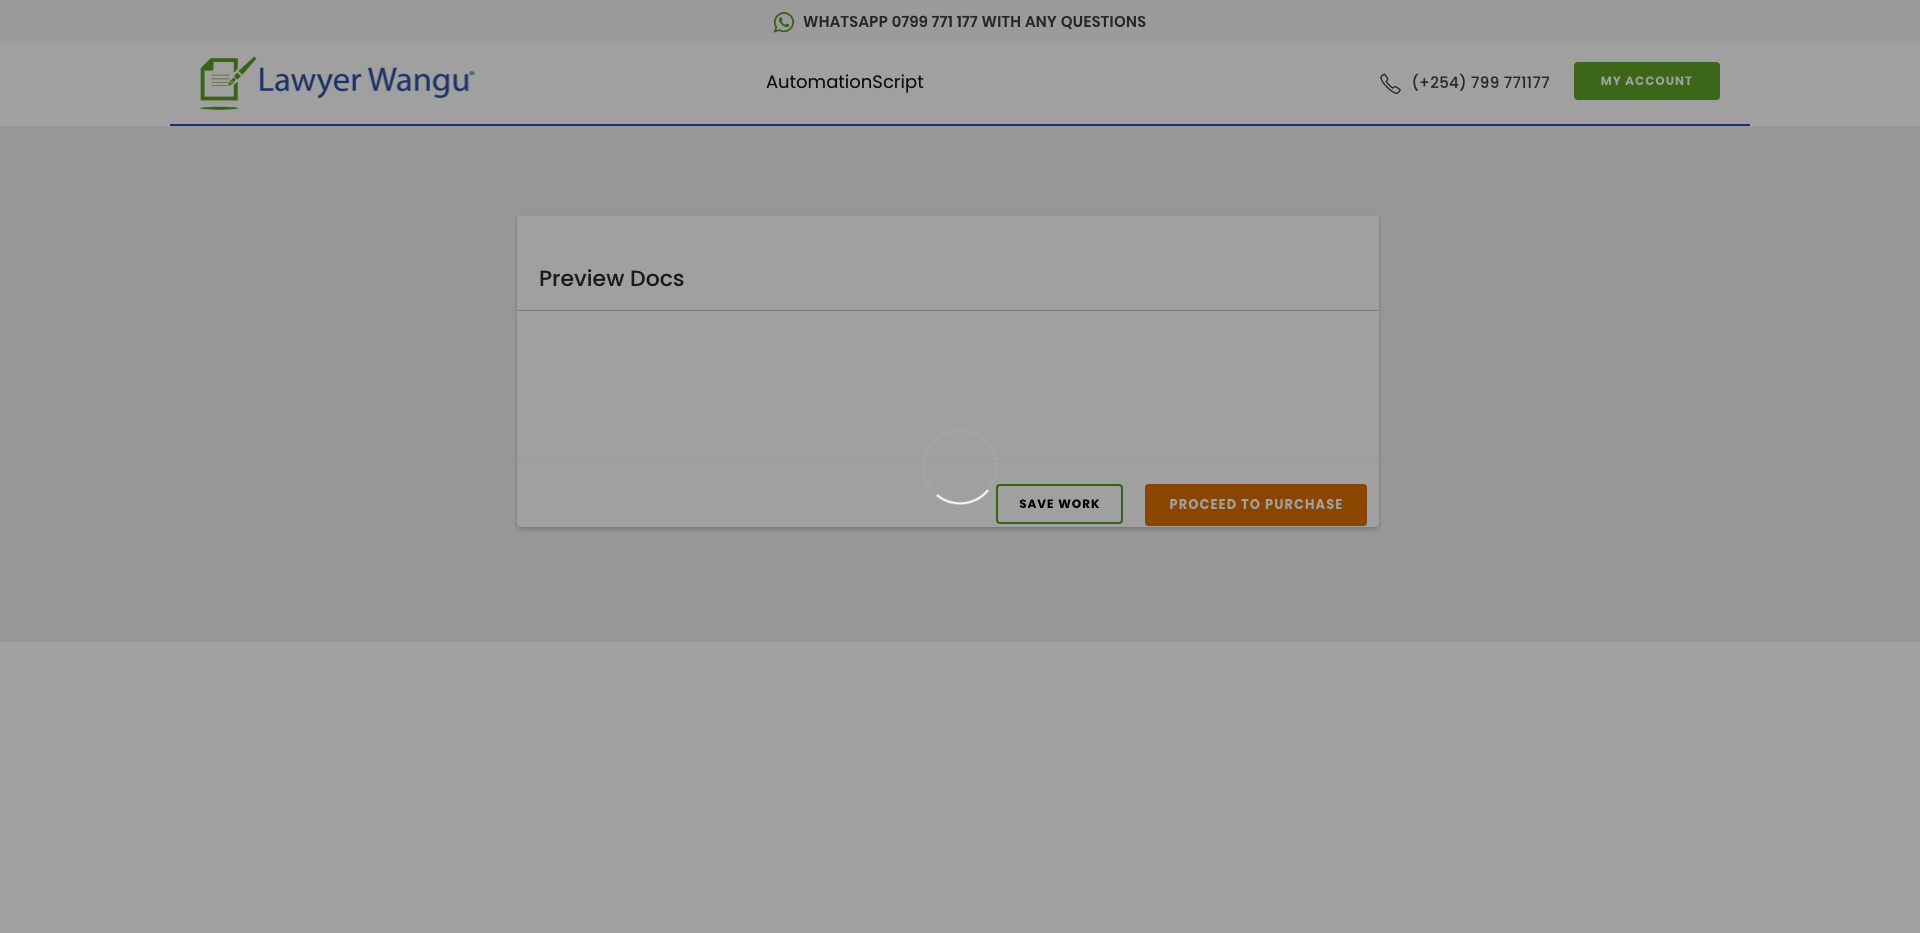 WHATSAPP 0799 771 177 WITH ANY QUESTIONS
Lawyer Wangu®
AutomationScript
(+254) 799 771177
MY ACCOUNT
Preview Docs
SAVE WORK
PROCEED TO PURCHASE